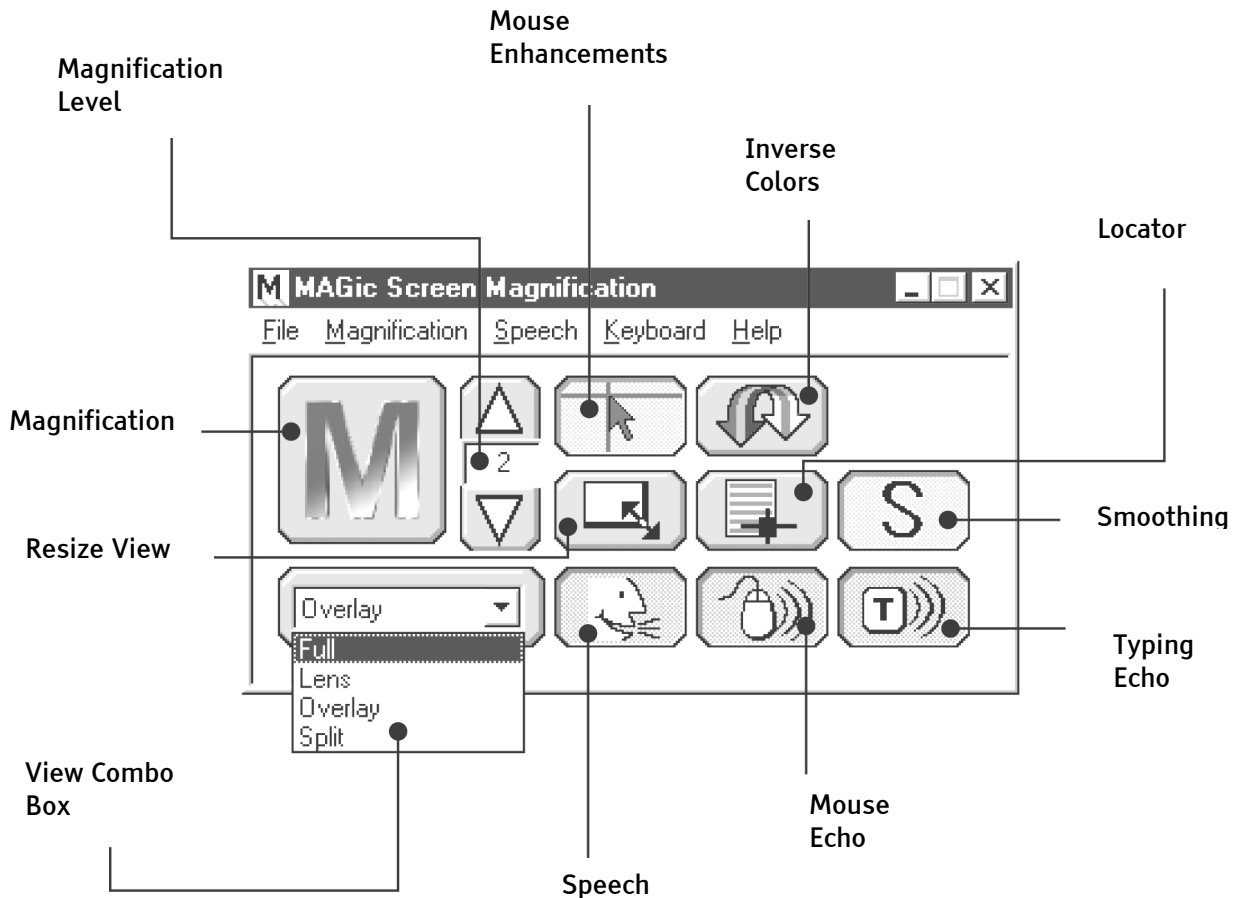 Mouse
Enhancements
Magnification
Level
Inverse
Colors
Locator
M MAGic Screen Magnification
File Magnification Speech Keyboard Help
Magnification
M
2
Resize View
S
Smoothing
Overlay
T
Full
Lens
Overlay
Split
Typing
Echo
View Combo
Box
Mouse
Echo
Speech